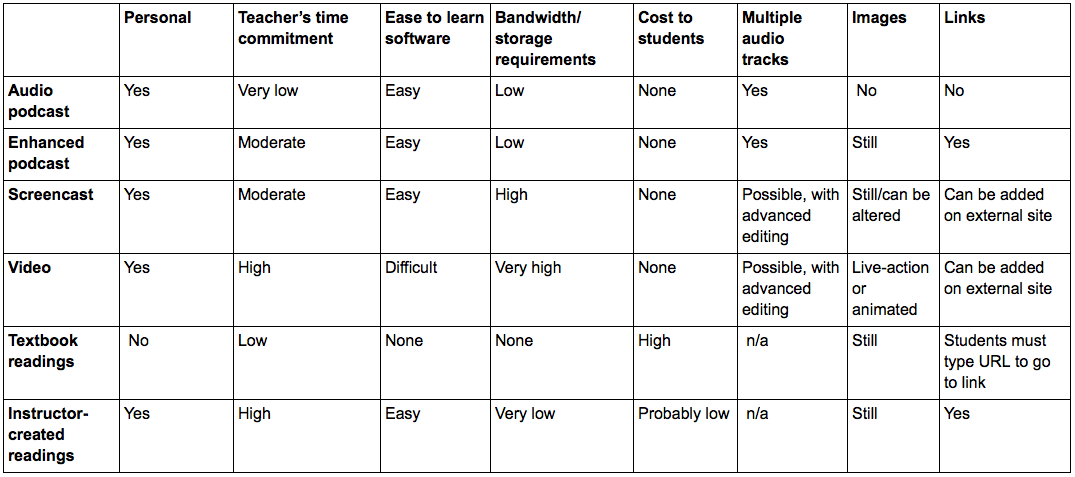 Personal
Teacher's time
commitment
Ease to learn
software
Bandwidth/
storage
requirements
Cost to
students
Multiple
audio
tracks
Images
Links
Audio
podcast
Yes
Very low
Easy
Low
None
Yes
No
No
Enhanced
podcast
Yes
Moderate
Easy
Low
None
Yes
Still
Yes
Screencast
Yes
Moderate
Easy
High
None
Possible, with
advanced
editing
Still/can be
altered
Can be added
on external site
Video
Yes
High
Difficult
Very high
None
Possible, with
advanced
editing
Live-action
or
animated
Can be added
on external site
Textbook
readings
No
Low
None
None
High
n/a
Still
Students must
type URL to go
to link
Instructor-
created
readings
Yes
High
Easy
Very low
Probably low
n/a
Still
Yes